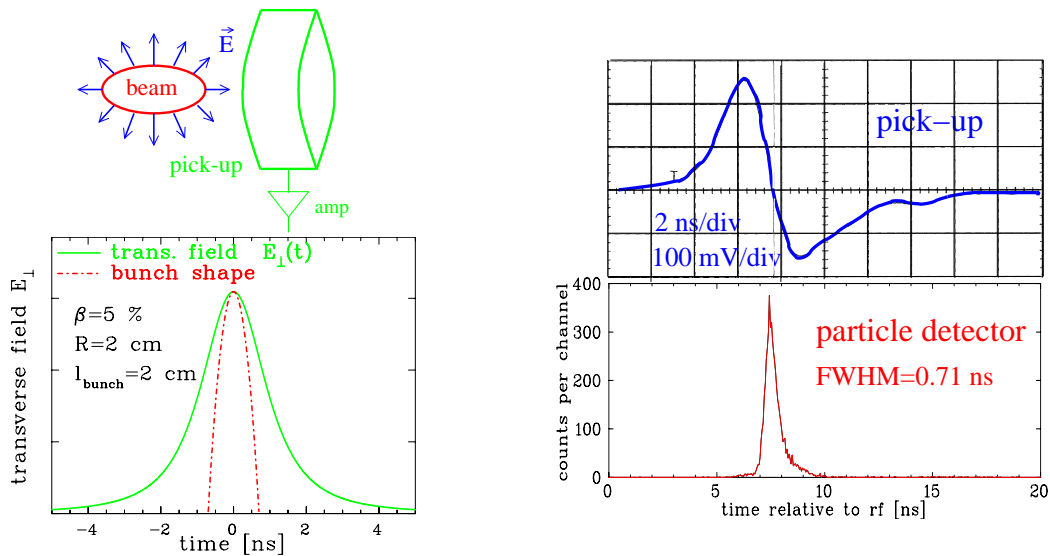 E
beam
pick-up
amp
trans. field E⊥(t)
bunch shape
β=5 %
R=2 cm
l_bunch=2 cm
transverse field E⊥
−4 −2 0 2 4
time [ns]
pick−up
2 ns/div
100 mV/div
particle detector
FWHM=0.71 ns
counts per channel
400
300
200
100
0
0 5 10 15 20
time relative to rf [ns]